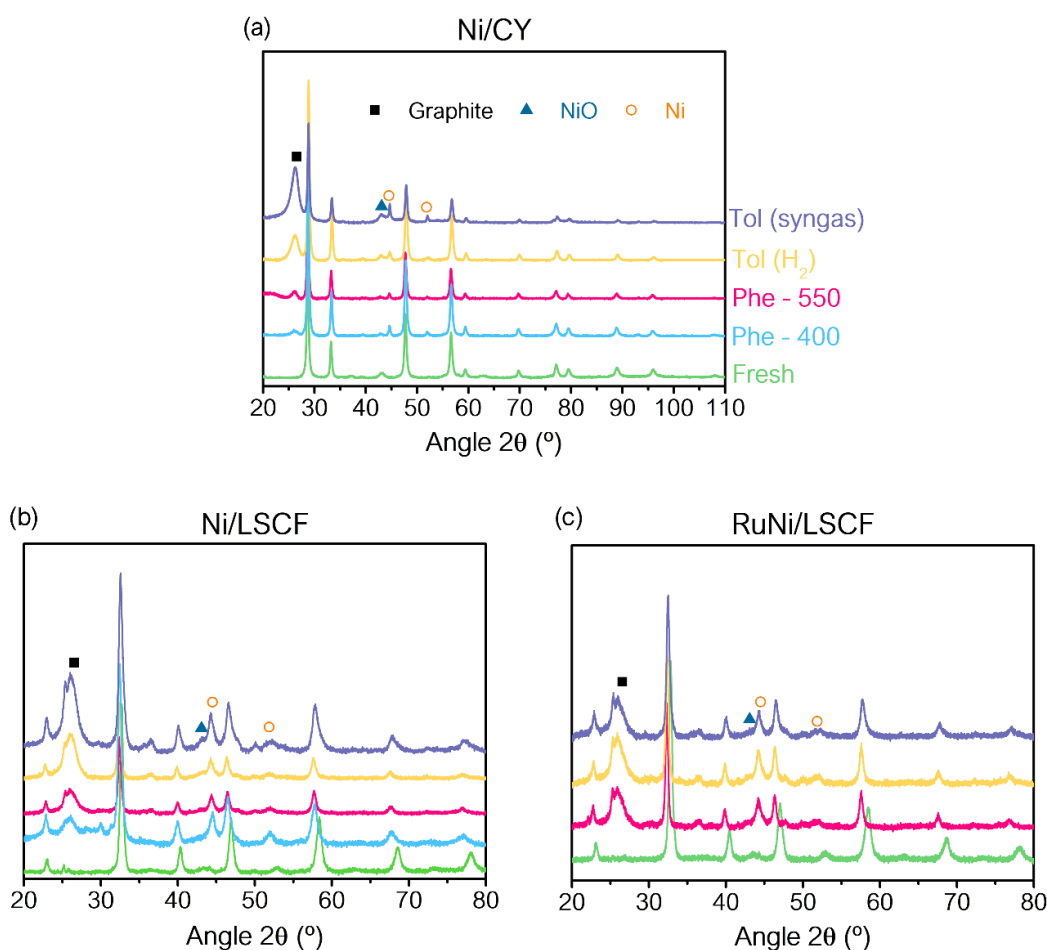 (a) Ni/CY
■ Graphite ▲ NiO ○ Ni
Tol (syngas)
Tol (H₂)
Phe - 550
Phe - 400
Fresh
20 30 40 50 60 70 80 90 100 110
Angle 2θ (º)
(b) Ni/LSCF
20 30 40 50 60 70 80
Angle 2θ (º)
(c) RuNi/LSCF
20 30 40 50 60 70 80
Angle 2θ (º)